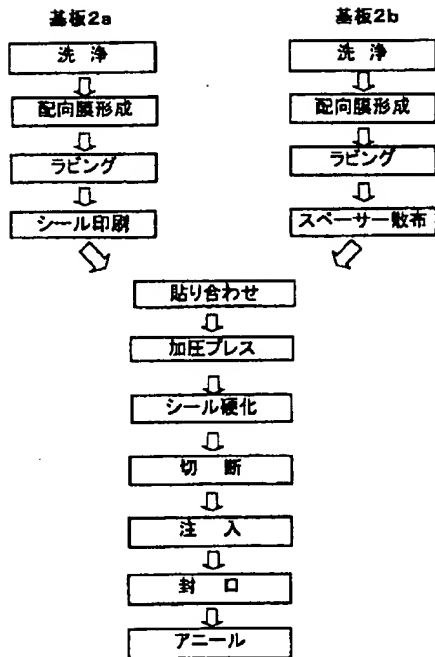 基板2a
洗 浄
配向膜形成
ラビング
シール印刷
基板2b
洗 浄
配向膜形成
ラビング
スペーサー散布
貼り合わせ
加圧プレス
シール硬化
切 断
注 入
封 口
アニール